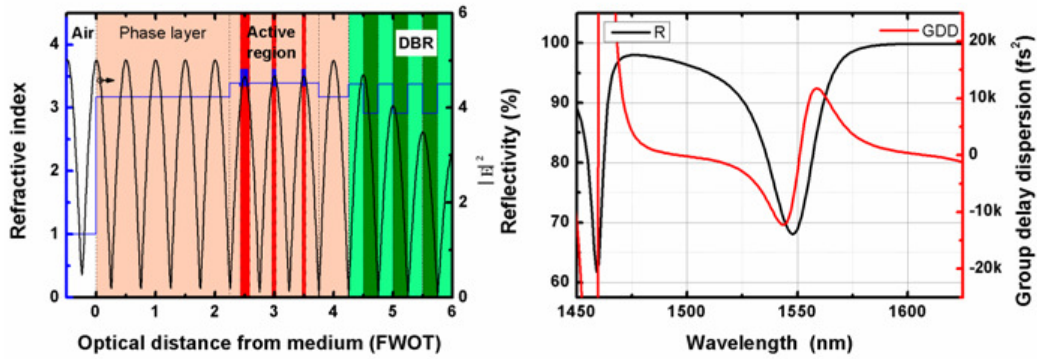 Air
Phase layer
Active
region
DBR
Refractive index
4
3
2
1
0
0 1 2 3 4 5 6
Optical distance from medium (FWOT)
6
4
2
0
|E|²
R
GDD
Reflectivity (%)
100
90
80
70
60
1450 1500 1550 1600
Wavelength (nm)
20k
10k
0
-10k
-20k
Group delay dispersion (fs²)